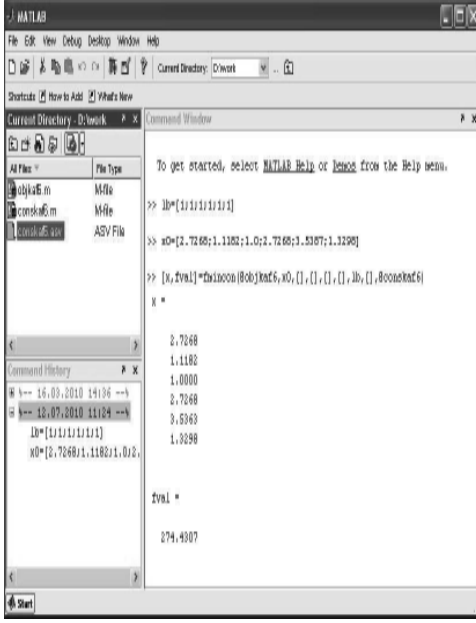 MATLAB
File Edit View Debug Desktop Window Help
Current Directory: D:\work
Shortcuts How to Add What's New
Current Directory - D:\work
All Files
File Type
objkaf5.m M-file
conskaf5.m M-file
conskaf5.asv ASV File
Command History
%-- 16.03.2010 14:36 --%
%-- 12.07.2010 11:24 --%
lb=[1;1;1;1;1;1]
x0=[2.7268;1.1182;1.0;2.
Start
Command Window
To get started, select MATLAB Help or Demos from the Help menu.
>> lb=[1;1;1;1;1;1]
>> x0=[2.7268;1.1182;1.0;2.7268;3.5387;1.3298]
>> [x,fval]=fmincon(@objkaf6,x0,[],[],[],[],lb,[],@conskaf6)
x =
2.7268
1.1182
1.0000
2.7268
3.5363
1.3298
fval =
274.4307